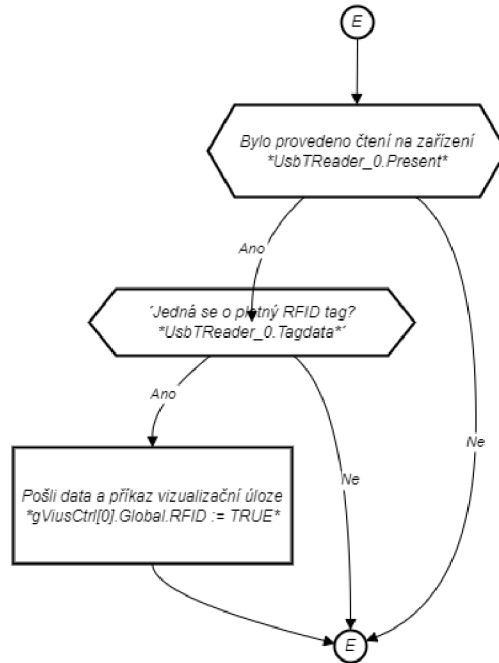 E
Bylo provedeno čtení na zařízení
*UsbTReader_0.Present*
Ano
´Jedná se o platný RFID tag?
*UsbTReader_0.Tagdata*´
Ano
Ne
Ne
Pošli data a příkaz vizualizační úloze
*gViusCtrl[0].Global.RFID := TRUE*
E